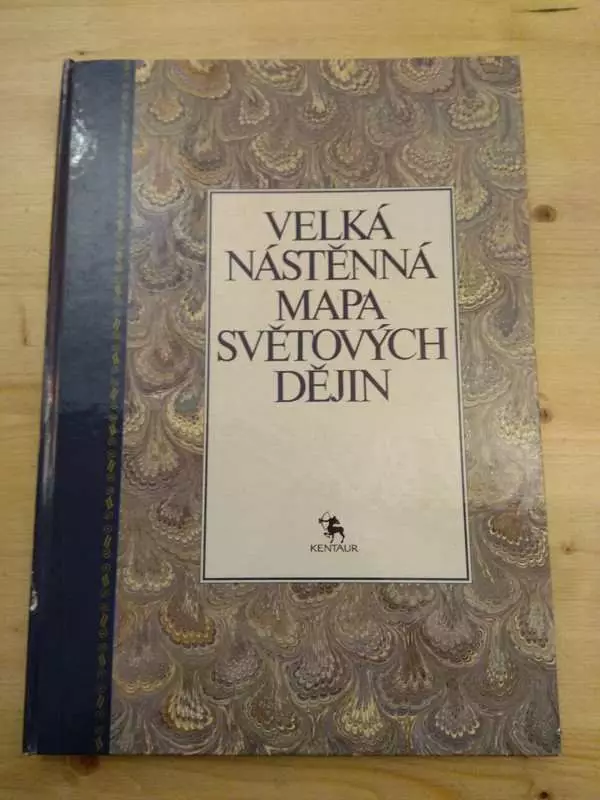 VELKÁ
NÁSTĚNNÁ
MAPA
SVĚTOVÝCH
DĚJIN
KENTAUR